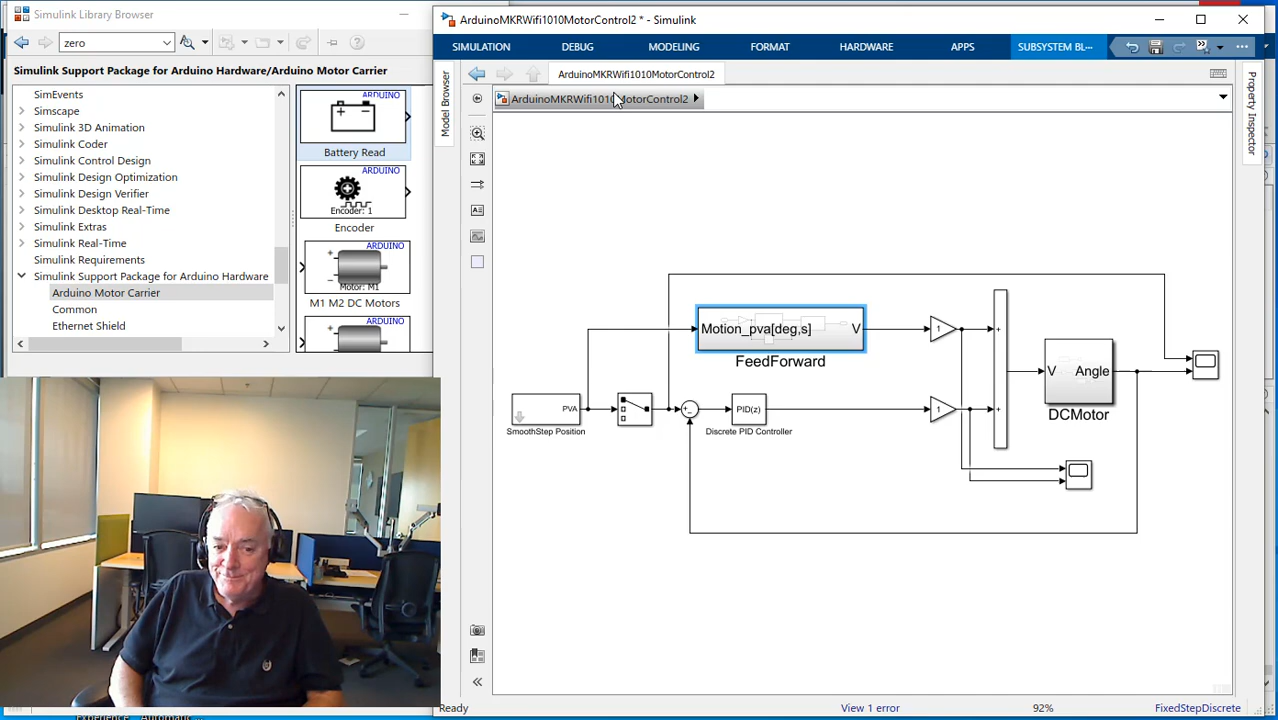 Simulink Library Browser
zero
Simulink Support Package for Arduino Hardware/Arduino Motor Carrier
SimEvents
Simscape
Simulink 3D Animation
Simulink Coder
Simulink Control Design
Simulink Design Optimization
Simulink Design Verifier
Simulink Desktop Real-Time
Simulink Extras
Simulink Real-Time
Simulink Requirements
Simulink Support Package for Arduino Hardware
Arduino Motor Carrier
Common
Ethernet Shield
ARDUINO
Battery Read
ARDUINO
Encoder: 1
Encoder
ARDUINO
Motor: M1
M1 M2 DC Motors
ARDUINO
ArduinoMKRWifi1010MotorControl2 * - Simulink
SIMULATION
DEBUG
MODELING
FORMAT
HARDWARE
APPS
SUBSYSTEM BL...
ArduinoMKRWifi1010MotorControl2
ArduinoMKRWifi1010MotorControl2
Model Browser
Property Inspector
Motion_pva[deg,s]
V
FeedForward
1
PVA
SmoothStep Position
PID(z)
Discrete PID Controller
1
V
Angle
DCMotor
Ready
View 1 error
92%
FixedStepDiscrete